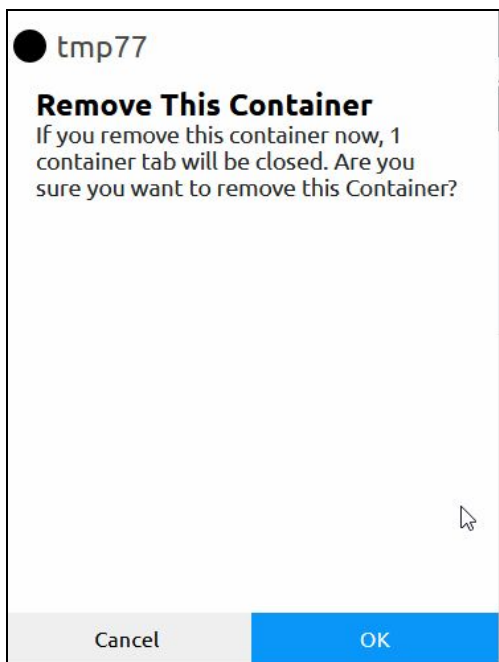 tmp77
Remove This Container
If you remove this container now, 1
container tab will be closed. Are you
sure you want to remove this Container?
Cancel
OK